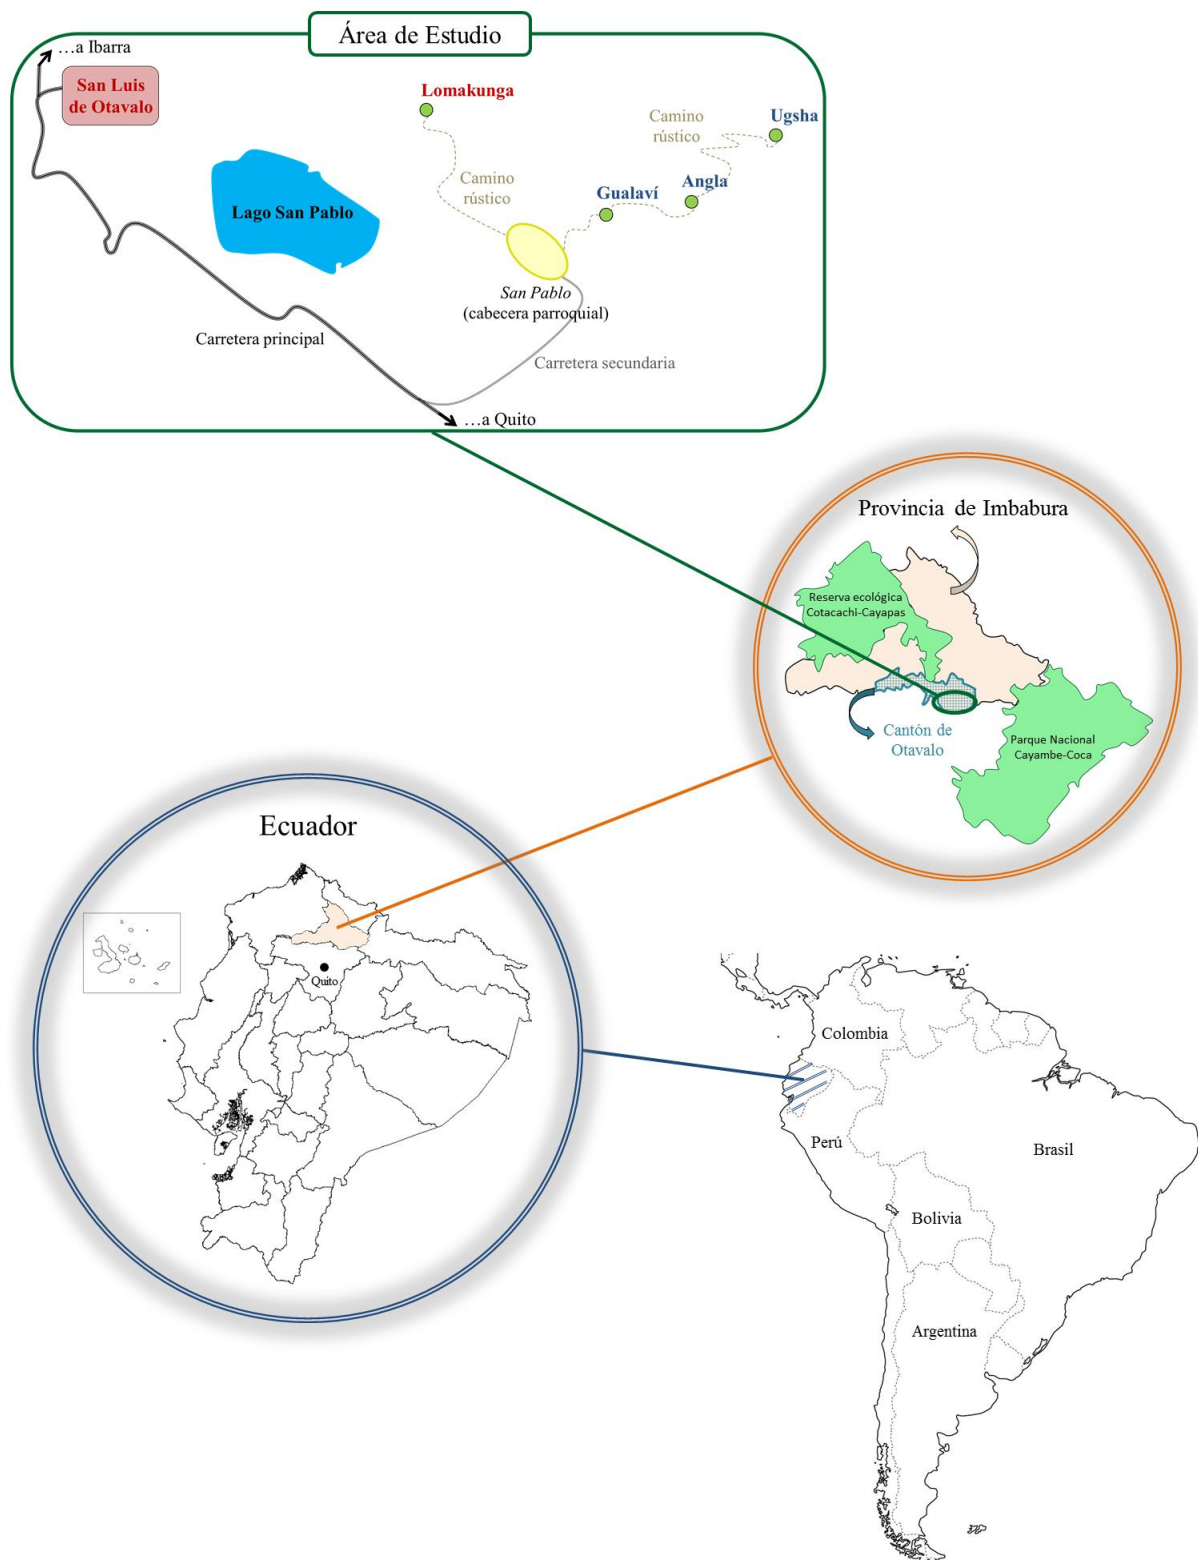 Área de Estudio
…a Ibarra
San Luis
de Otavalo
Lomakunga
Camino
rústico
Ugsha
Camino
rústico
Gualaví
Angla
Lago San Pablo
San Pablo
(cabecera parroquial)
Carretera principal
Carretera secundaria
…a Quito
Provincia de Imbabura
Reserva ecológica
Cotacachi-Cayapas
Cantón de
Otavalo
Parque Nacional
Cayambe-Coca
Ecuador
Quito
Colombia
Perú
Brasil
Bolivia
Argentina